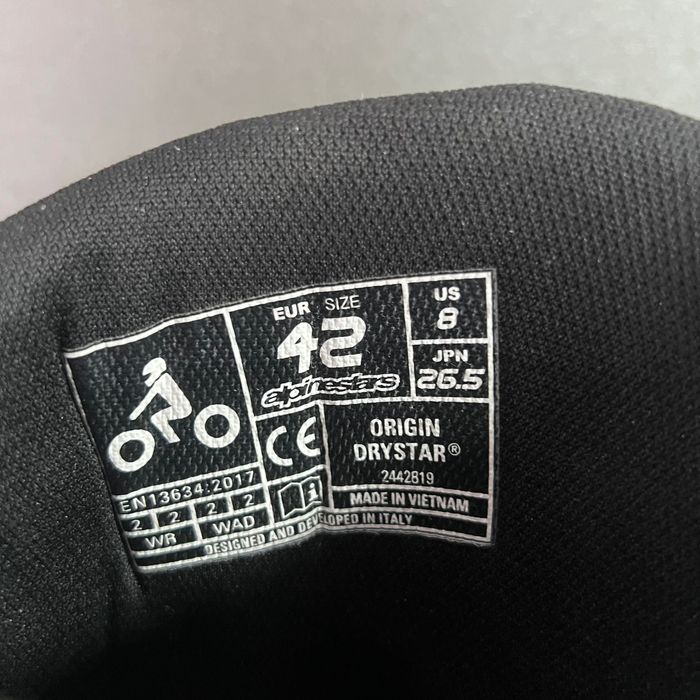 EUR SIZE
42
alpinestars
US
8
JPN
26.5
EN13634:2017
2 2 2 2
WR WAD
CE
i
ORIGIN
DRYSTAR®
2442819
MADE IN VIETNAM
DESIGNED AND DEVELOPED IN ITALY